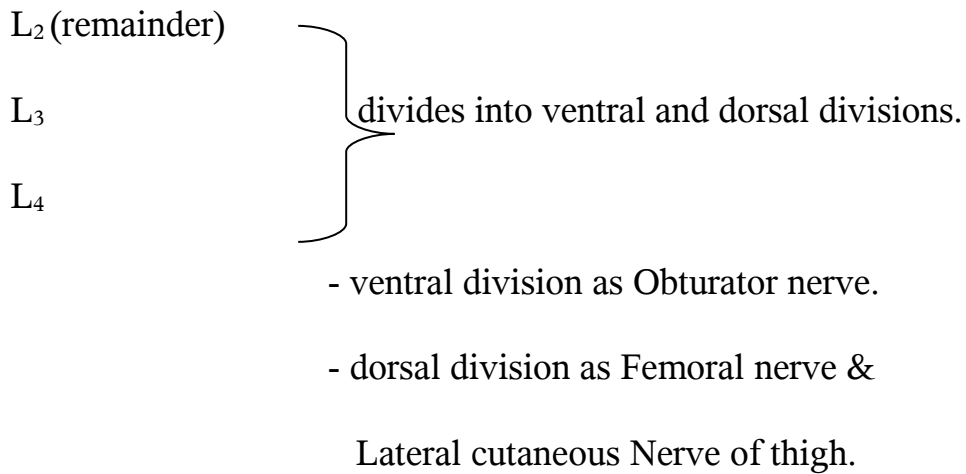 L₂ (remainder)
L₃ divides into ventral and dorsal divisions.
L₄
- ventral division as Obturator nerve.
- dorsal division as Femoral nerve &
Lateral cutaneous Nerve of thigh.